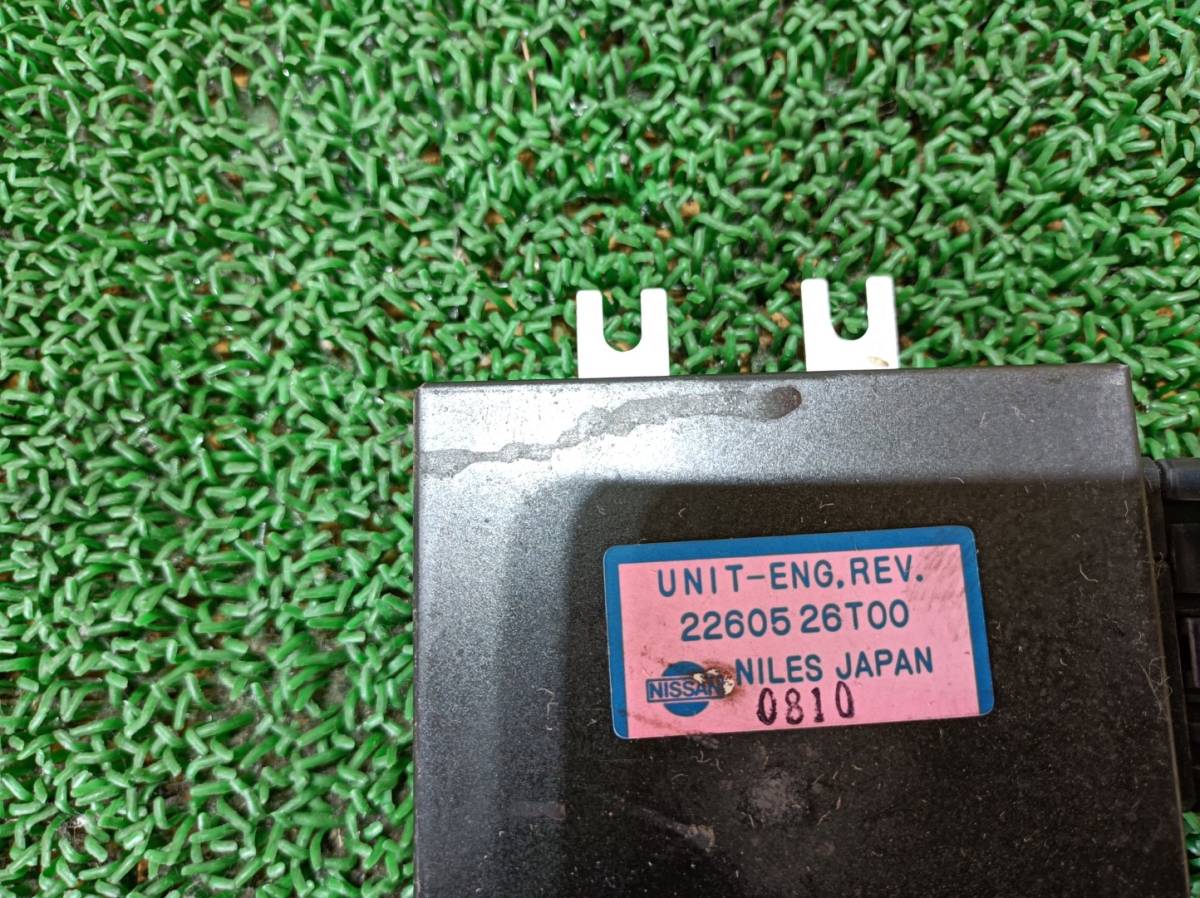 UNIT-ENG.REV.
22605 26T00
NISSAN
NILES JAPAN
0810